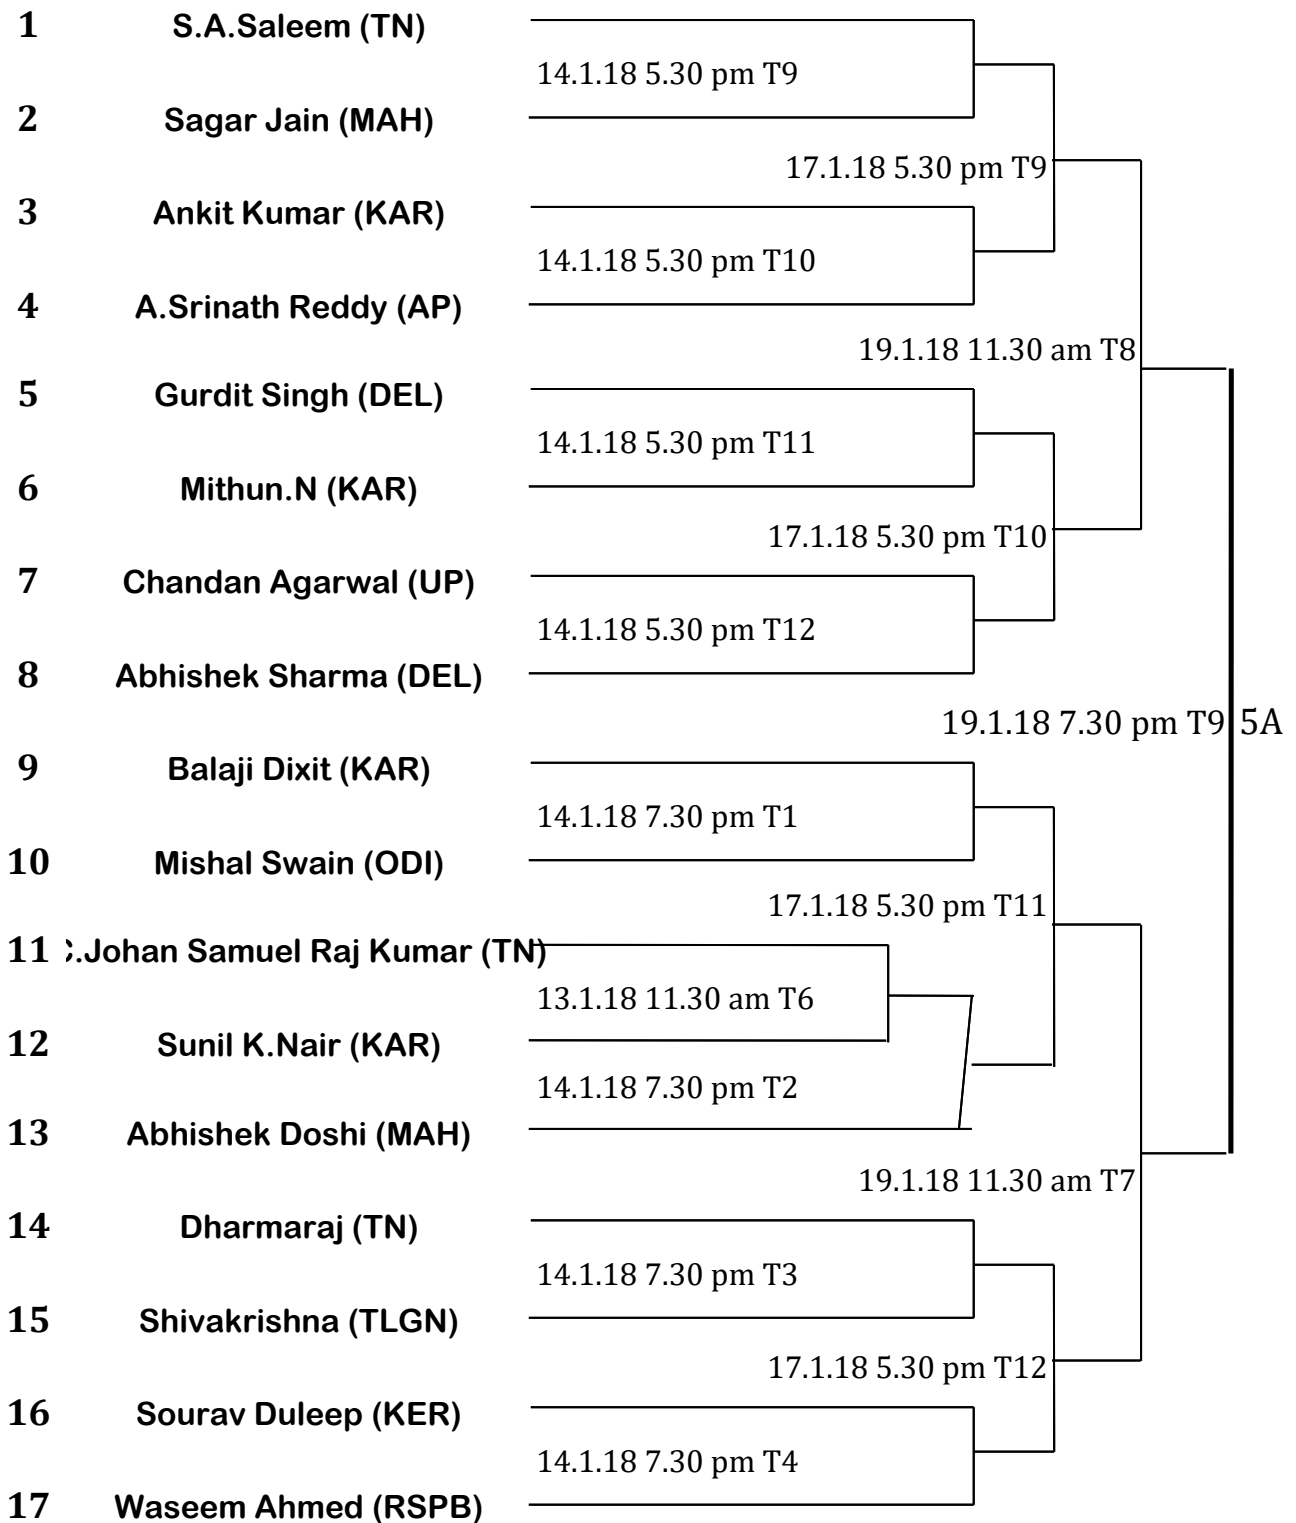 1 S.A.Saleem (TN)
14.1.18 5.30 pm T9
2 Sagar Jain (MAH)
17.1.18 5.30 pm T9
3 Ankit Kumar (KAR)
14.1.18 5.30 pm T10
4 A.Srinath Reddy (AP)
19.1.18 11.30 am T8
5 Gurdit Singh (DEL)
14.1.18 5.30 pm T11
6 Mithun.N (KAR)
17.1.18 5.30 pm T10
7 Chandan Agarwal (UP)
14.1.18 5.30 pm T12
8 Abhishek Sharma (DEL)
19.1.18 7.30 pm T9 5A
9 Balaji Dixit (KAR)
14.1.18 7.30 pm T1
10 Mishal Swain (ODI)
17.1.18 5.30 pm T11
11 .Johan Samuel Raj Kumar (TN)
13.1.18 11.30 am T6
12 Sunil K.Nair (KAR)
14.1.18 7.30 pm T2
13 Abhishek Doshi (MAH)
19.1.18 11.30 am T7
14 Dharmaraj (TN)
14.1.18 7.30 pm T3
15 Shivakrishna (TLGN)
17.1.18 5.30 pm T12
16 Sourav Duleep (KER)
14.1.18 7.30 pm T4
17 Waseem Ahmed (RSPB)